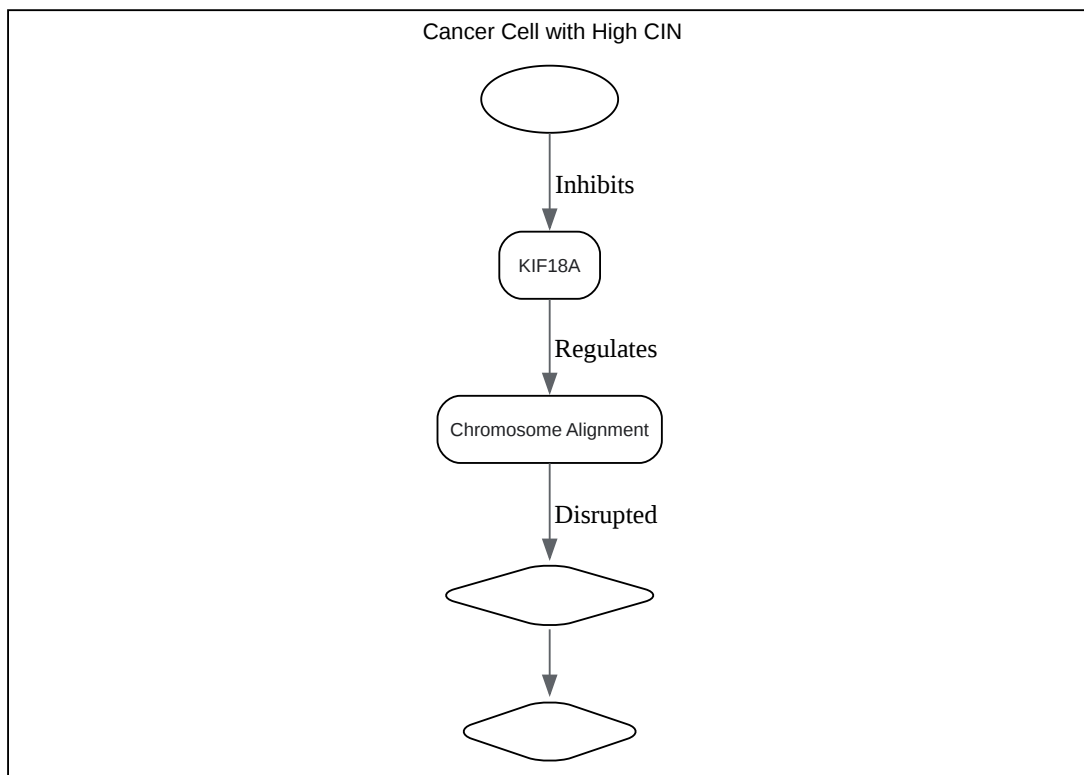 Cancer Cell with High CIN
Inhibits
KIF18A
Regulates
Chromosome Alignment
Disrupted